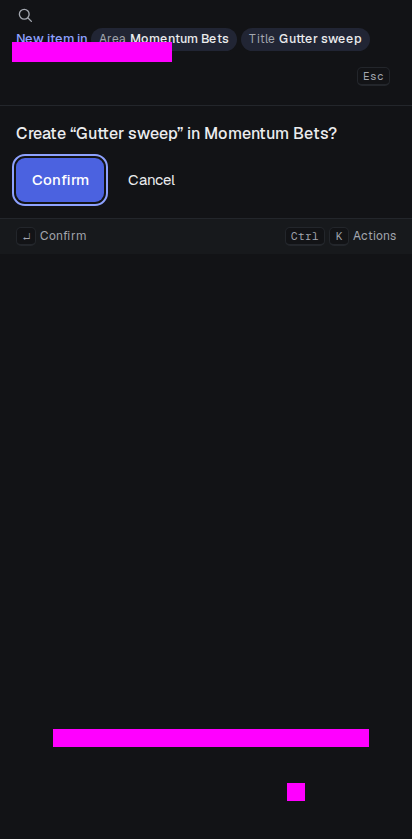 New item in Area Momentum Bets Title Gutter sweep
Esc
Create “Gutter sweep” in Momentum Bets?
Confirm Cancel
↵ Confirm Ctrl K Actions